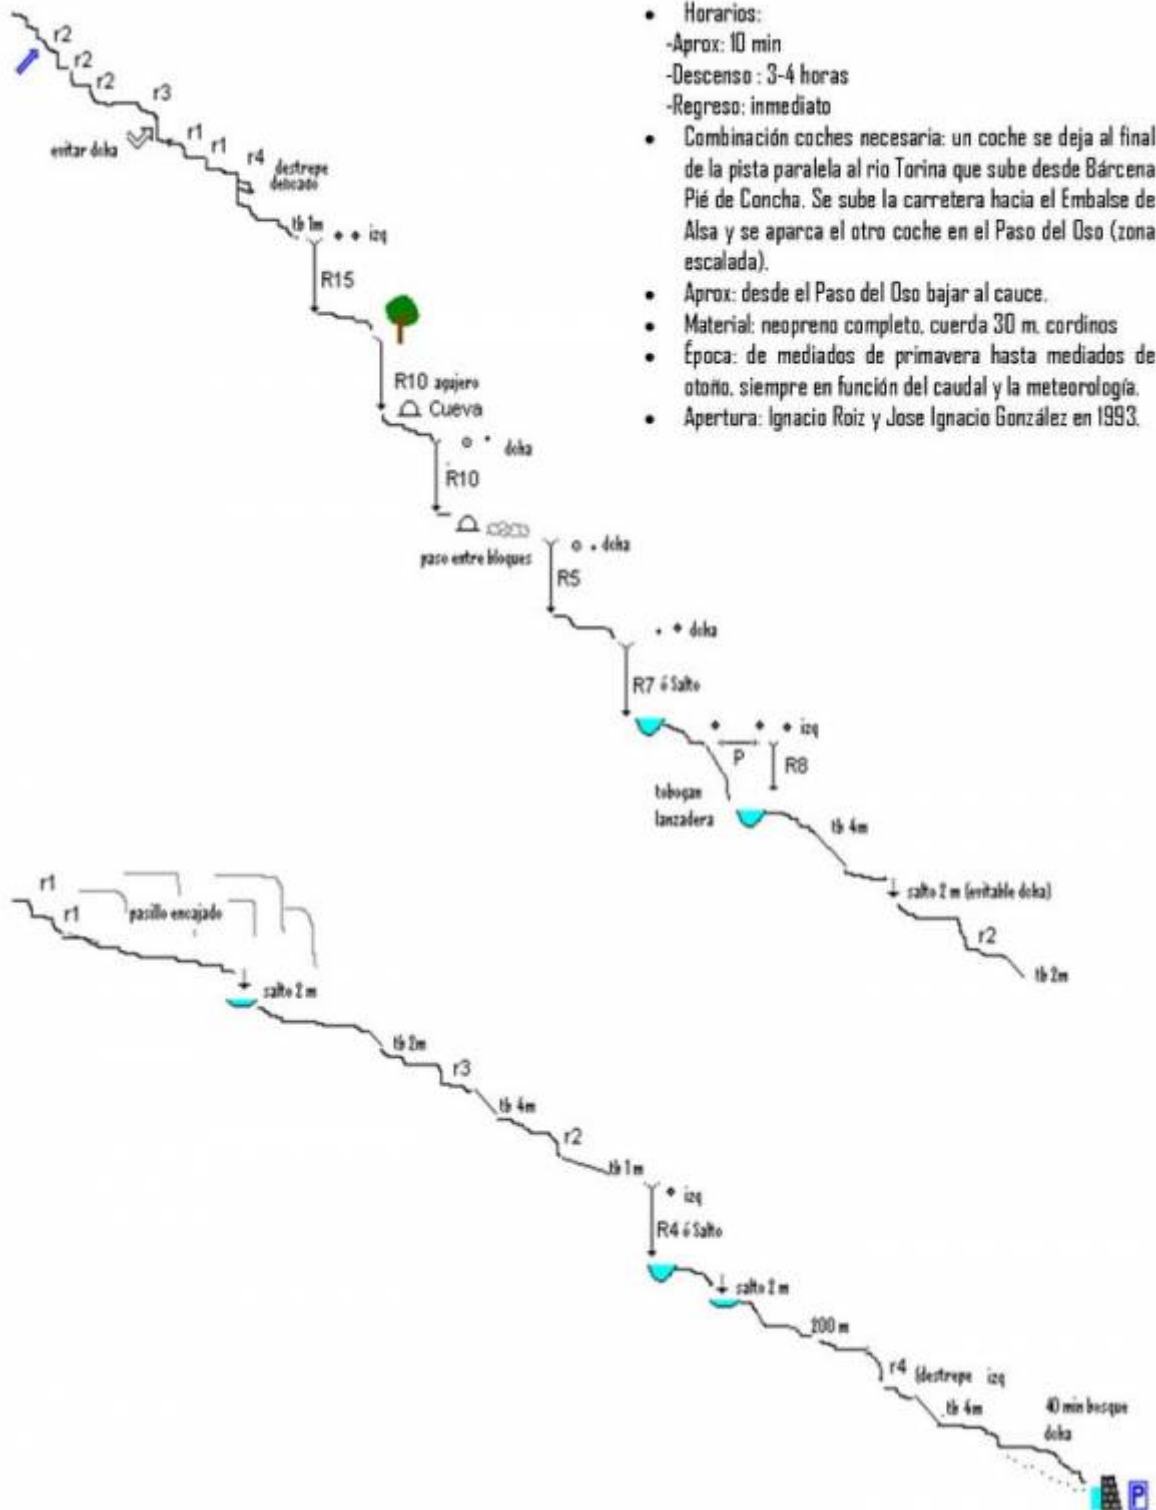 • Horarios:
-Aprox: 10 min
-Descenso : 3-4 horas
-Regreso: inmediato
• Combinación coches necesaria: un coche se deja al final
de la pista paralela al rio Torina que sube desde Bárcena
Pié de Concha. Se sube la carretera hacia el Embalse de
Alsa y se aparca el otro coche en el Paso del Oso (zona
escalada).
• Aprox: desde el Paso del Oso bajar al cauce.
• Material: neopreno completo, cuerda 30 m. cordinos
• Época: de mediados de primavera hasta mediados de
otoño, siempre en función del caudal y la meteorología.
• Apertura: Ignacio Roiz y Jose Ignacio González en 1993.
r2
r2
r2
r3
evitar dcha
r1
r1
r4
destrepe
delicado
tb 1m
izq
R15
R10 agujero
Cueva
dcha
R10
paso entre bloques
dcha
R5
dcha
R7 ó Salto
izq
P
R8
tobogan
lanzadera
tb 4m
salto 2 m (evitable dcha)
r2
tb 2m
r1
r1
pasillo encajado
salto 2 m
tb 2m
r3
tb 4m
r2
tb 1 m
izq
R4 ó Salto
salto 2 m
200 m
r4 (destrepe izq
tb 4m
40 min bosque
dcha
P